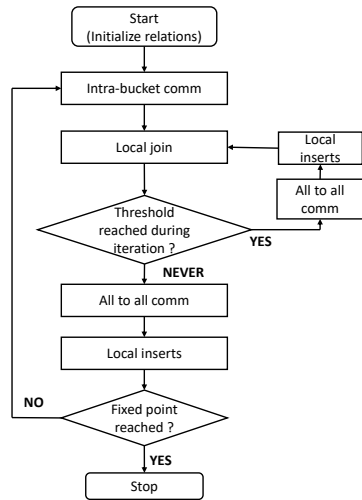 Start
(Initialize relations)
Intra-bucket comm
Local join
Local
inserts
All to all
comm
Threshold
reached during
iteration ?
YES
NEVER
All to all comm
Local inserts
NO
Fixed point
reached ?
YES
Stop